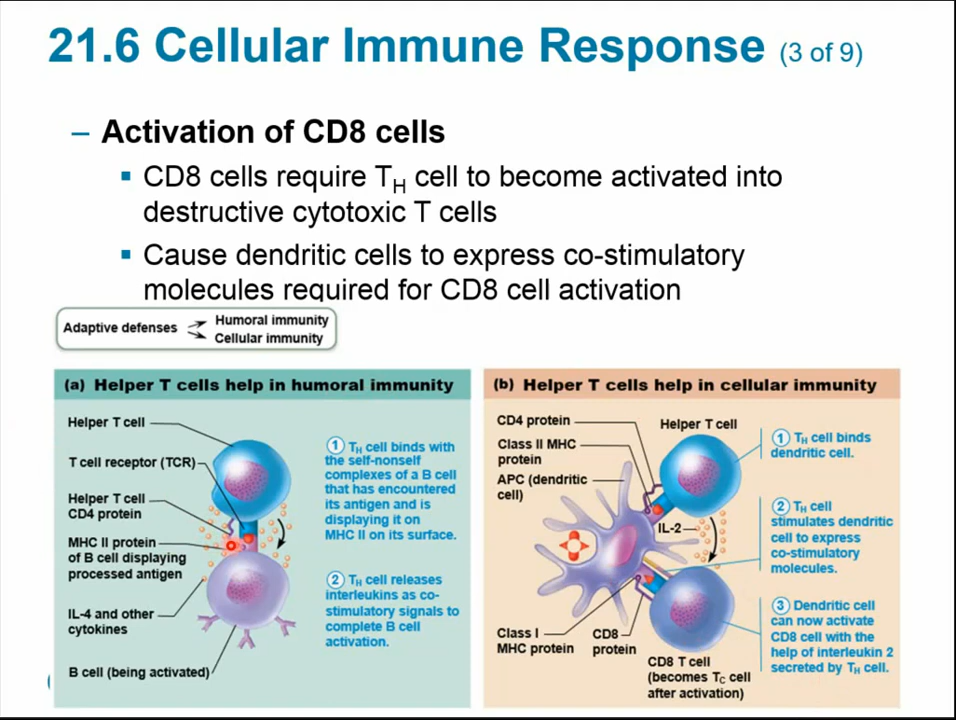 21.6 Cellular Immune Response (3 of 9)
– Activation of CD8 cells
▪ CD8 cells require TH cell to become activated into
destructive cytotoxic T cells
▪ Cause dendritic cells to express co-stimulatory
molecules required for CD8 cell activation
Adaptive defenses
Humoral immunity
Cellular immunity
(a) Helper T cells help in humoral immunity
Helper T cell
T cell receptor (TCR)
Helper T cell
CD4 protein
MHC II protein
of B cell displaying
processed antigen
IL-4 and other
cytokines
B cell (being activated)
1 TH cell binds with
the self-nonself
complexes of a B cell
that has encountered
its antigen and is
displaying it on
MHC II on its surface.
2 TH cell releases
interleukins as co-
stimulatory signals to
complete B cell
activation.
(b) Helper T cells help in cellular immunity
CD4 protein
Class II MHC
protein
APC (dendritic
cell)
Helper T cell
IL-2
Class I
MHC protein
CD8
protein
CD8 T cell
(becomes TC cell
after activation)
1 TH cell binds
dendritic cell.
2 TH cell
stimulates dendritic
cell to express
co-stimulatory
molecules.
3 Dendritic cell
can now activate
CD8 cell with the
help of interleukin 2
secreted by TH cell.